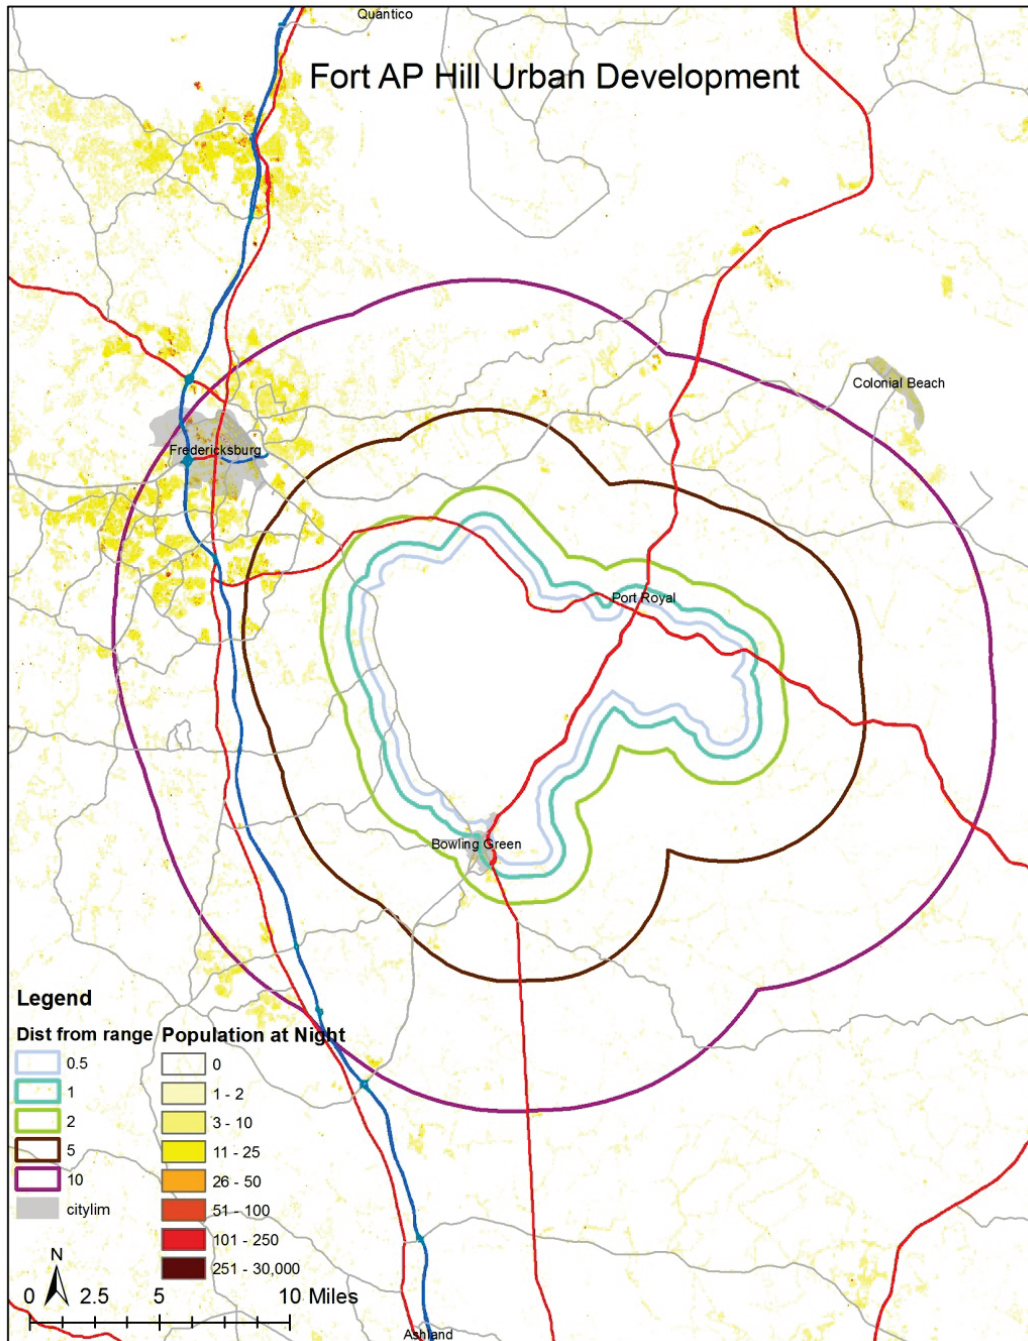 Quantico
Fort AP Hill Urban Development
Colonial Beach
Fredericksburg
Port Royal
Bowling Green
Legend
Dist from range
0.5
1
2
5
10
citylim
Population at Night
0
1 - 2
3 - 10
11 - 25
26 - 50
51 - 100
101 - 250
251 - 30,000
N
0 2.5 5 10 Miles
Ashland